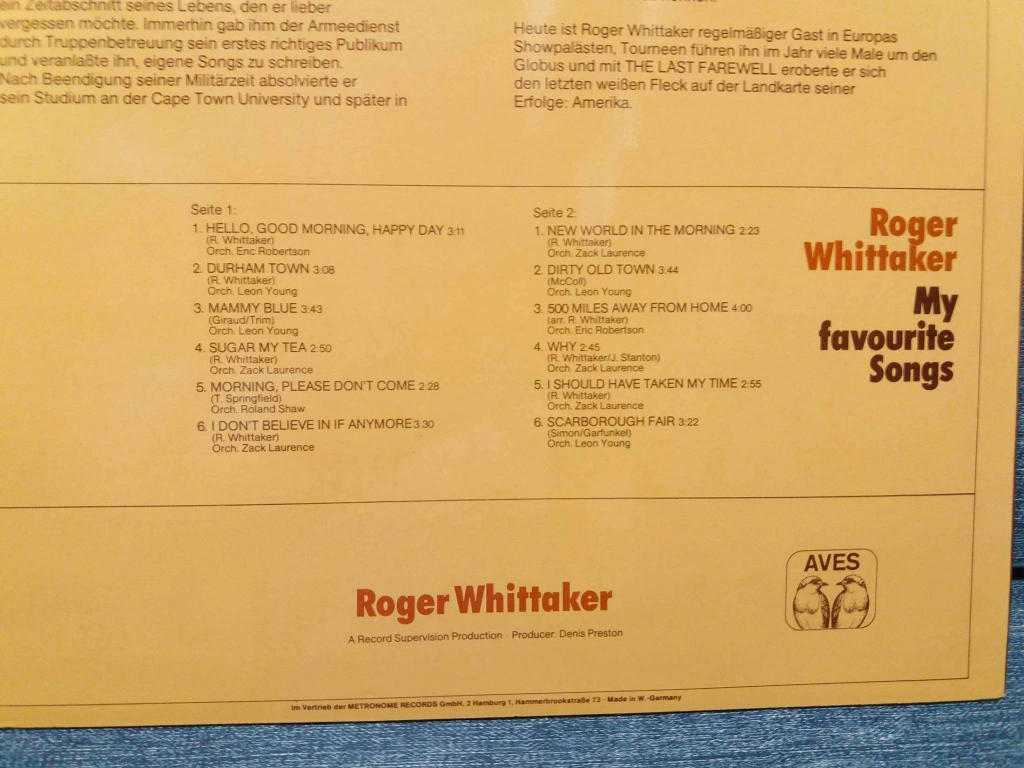 ein Zeitabschnitt seines Lebens, den er lieber
vergessen möchte. Immerhin gab ihm der Armeedienst
durch Truppenbetreuung sein erstes richtiges Publikum
und veranlaßte ihn, eigene Songs zu schreiben.
Nach Beendigung seiner Militärzeit absolvierte er
sein Studium an der Cape Town University und später in
Heute ist Roger Whittaker regelmäßiger Gast in Europas
Showpalästen, Tourneen führen ihn im Jahr viele Male um den
Globus und mit THE LAST FAREWELL eroberte er sich
den letzten weißen Fleck auf der Landkarte seiner
Erfolge: Amerika.
Seite 1:
1. HELLO, GOOD MORNING, HAPPY DAY 3:11
(R. Whittaker)
Orch. Eric Robertson
2. DURHAM TOWN 3:08
(R. Whittaker)
Orch. Leon Young
3. MAMMY BLUE 3:43
(Giraud/Trim)
Orch. Leon Young
4. SUGAR MY TEA 2:50
(R. Whittaker)
Orch. Zack Laurence
5. MORNING, PLEASE DON'T COME 2:28
(T. Springfield)
Orch. Roland Shaw
6. I DON'T BELIEVE IN IF ANYMORE 3:30
(R. Whittaker)
Orch. Zack Laurence
Seite 2:
1. NEW WORLD IN THE MORNING 2:23
(R. Whittaker)
Orch. Zack Laurence
2. DIRTY OLD TOWN 3:44
(McColl)
Orch. Leon Young
3. 500 MILES AWAY FROM HOME 4:00
(arr. R. Whittaker)
Orch. Eric Robertson
4. WHY 2:45
(R. Whittaker/J. Stanton)
Orch. Zack Laurence
5. I SHOULD HAVE TAKEN MY TIME 2:55
(R. Whittaker)
Orch. Zack Laurence
6. SCARBOROUGH FAIR 3:22
(Simon/Garfunkel)
Orch. Leon Young
Roger
Whittaker
My
favourite
Songs
AVES
Roger Whittaker
A Record Supervision Production · Producer: Denis Preston
Im Vertrieb der METRONOME RECORDS GmbH, 2 Hamburg 1, Hammerbrookstraße 73 · Made in W.-Germany